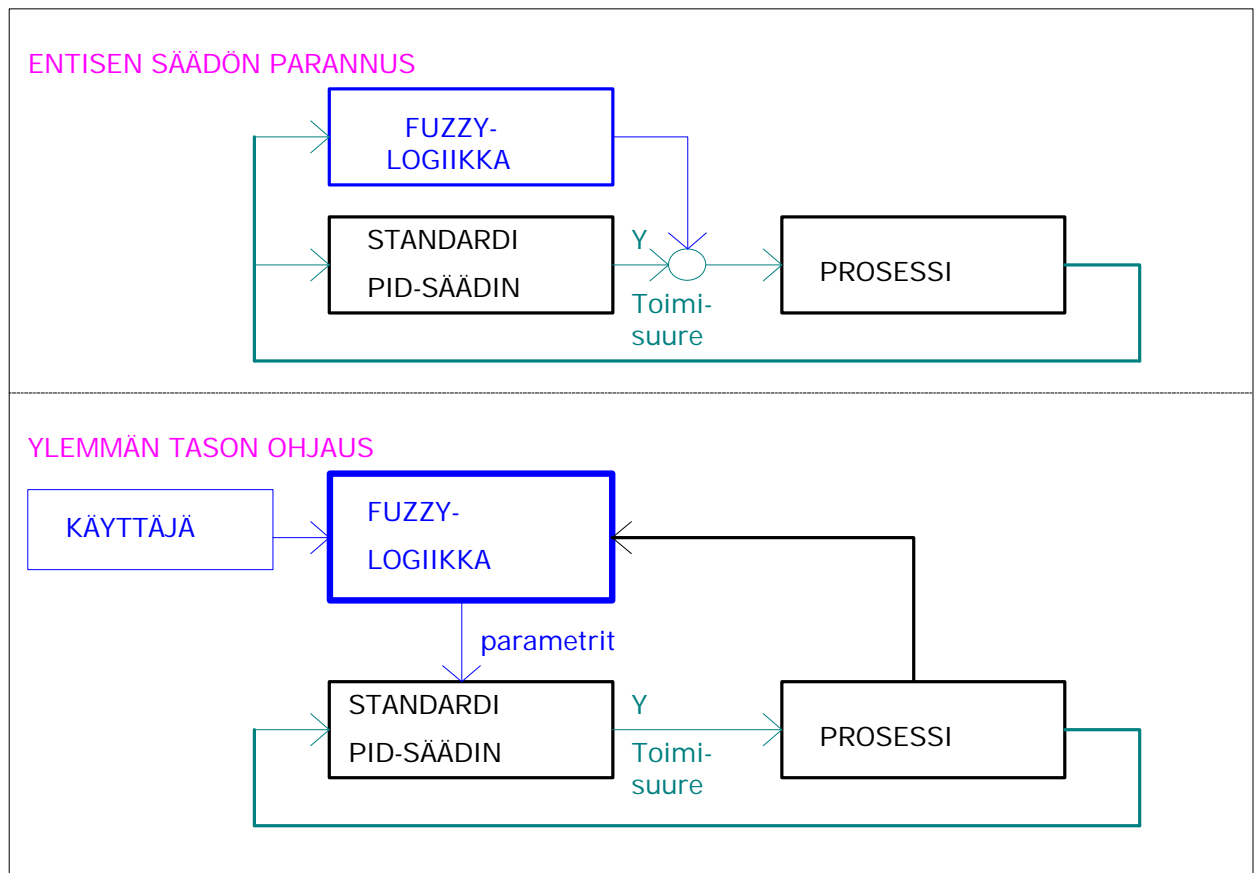 ENTISEN SÄÄDÖN PARANNUS
FUZZY-
LOGIIKKA
STANDARDI
PID-SÄÄDIN
Y
Toimi-
suure
PROSESSI
YLEMMÄN TASON OHJAUS
KÄYTTÄJÄ
FUZZY-
LOGIIKKA
parametrit
STANDARDI
PID-SÄÄDIN
Y
Toimi-
suure
PROSESSI